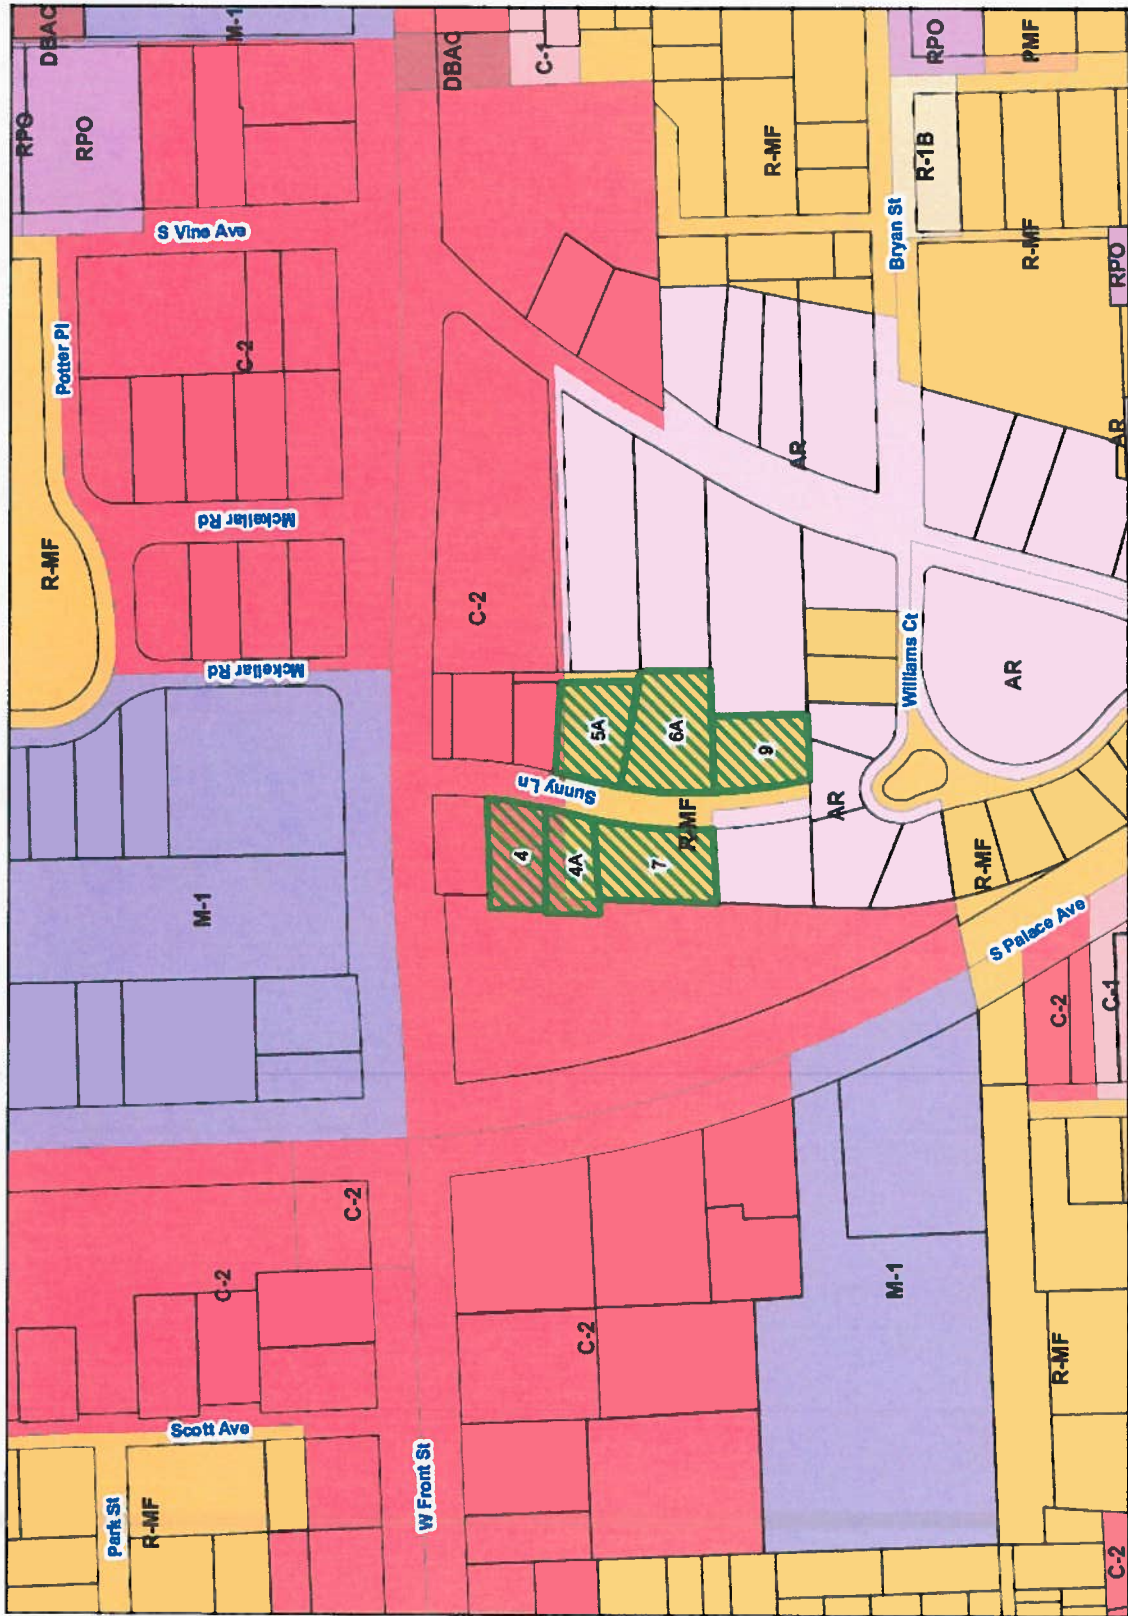 RPO
R-MF
DBAC
Potter Pl
RPO
Park St
R-MF
Scott Ave
C-2
M-1
Mckellar Rd
Mckellar Rd
C-2
S Vine Ave
M-1
C-2
W Front St
DBAC
C-2
4
C-1
Sunny Ln
4A
C-2
5A
7
6A
R-MF
9
R-MF
AR
AR
M-1
Bryan St
Williams Ct
R-1B
RPO
R-MF
AR
R-MF
PMF
S Palace Ave
R-MF
C-2
C-1
C-2
AR
RPO